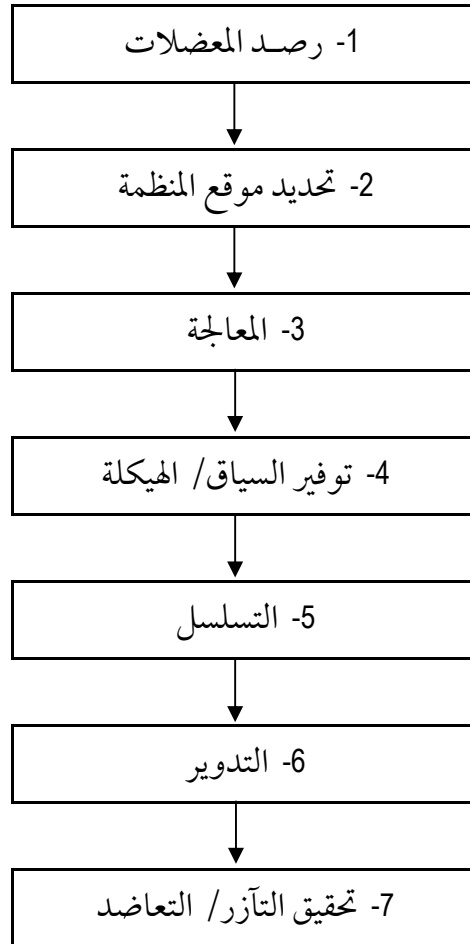 1- رصد المعضلات
2- تحديد موقع المنظمة
3- المعالجة
4- توفير السياق/ الهيكلة
5- التسلسل
6- التدوير
7- تحقيق التآزر/ التعاضد